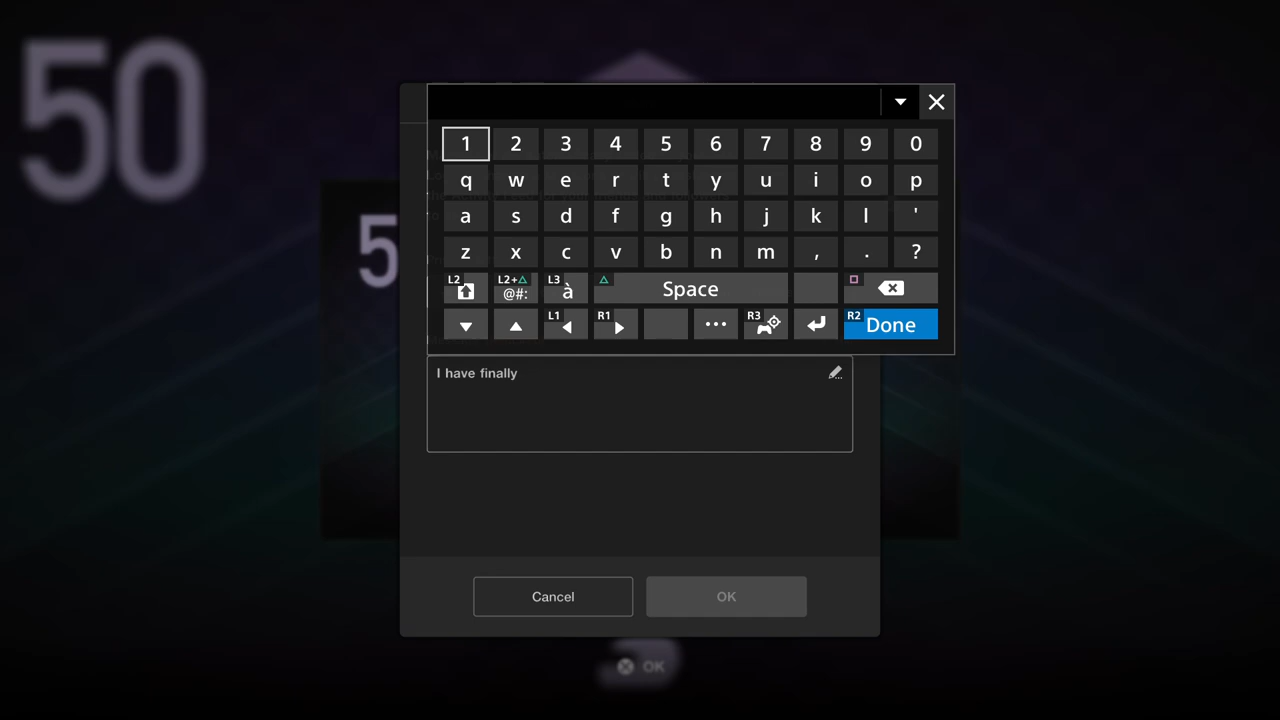 50
5
1 2 3 4 5 6 7 8 9 0
q w e r t y u i o p
a s d f g h j k l '
z x c v b n m , . ?
L2 L2+△ @#: L3 à △ Space
L1 R1 ... R3 R2 Done
I have finally
Cancel OK
OK